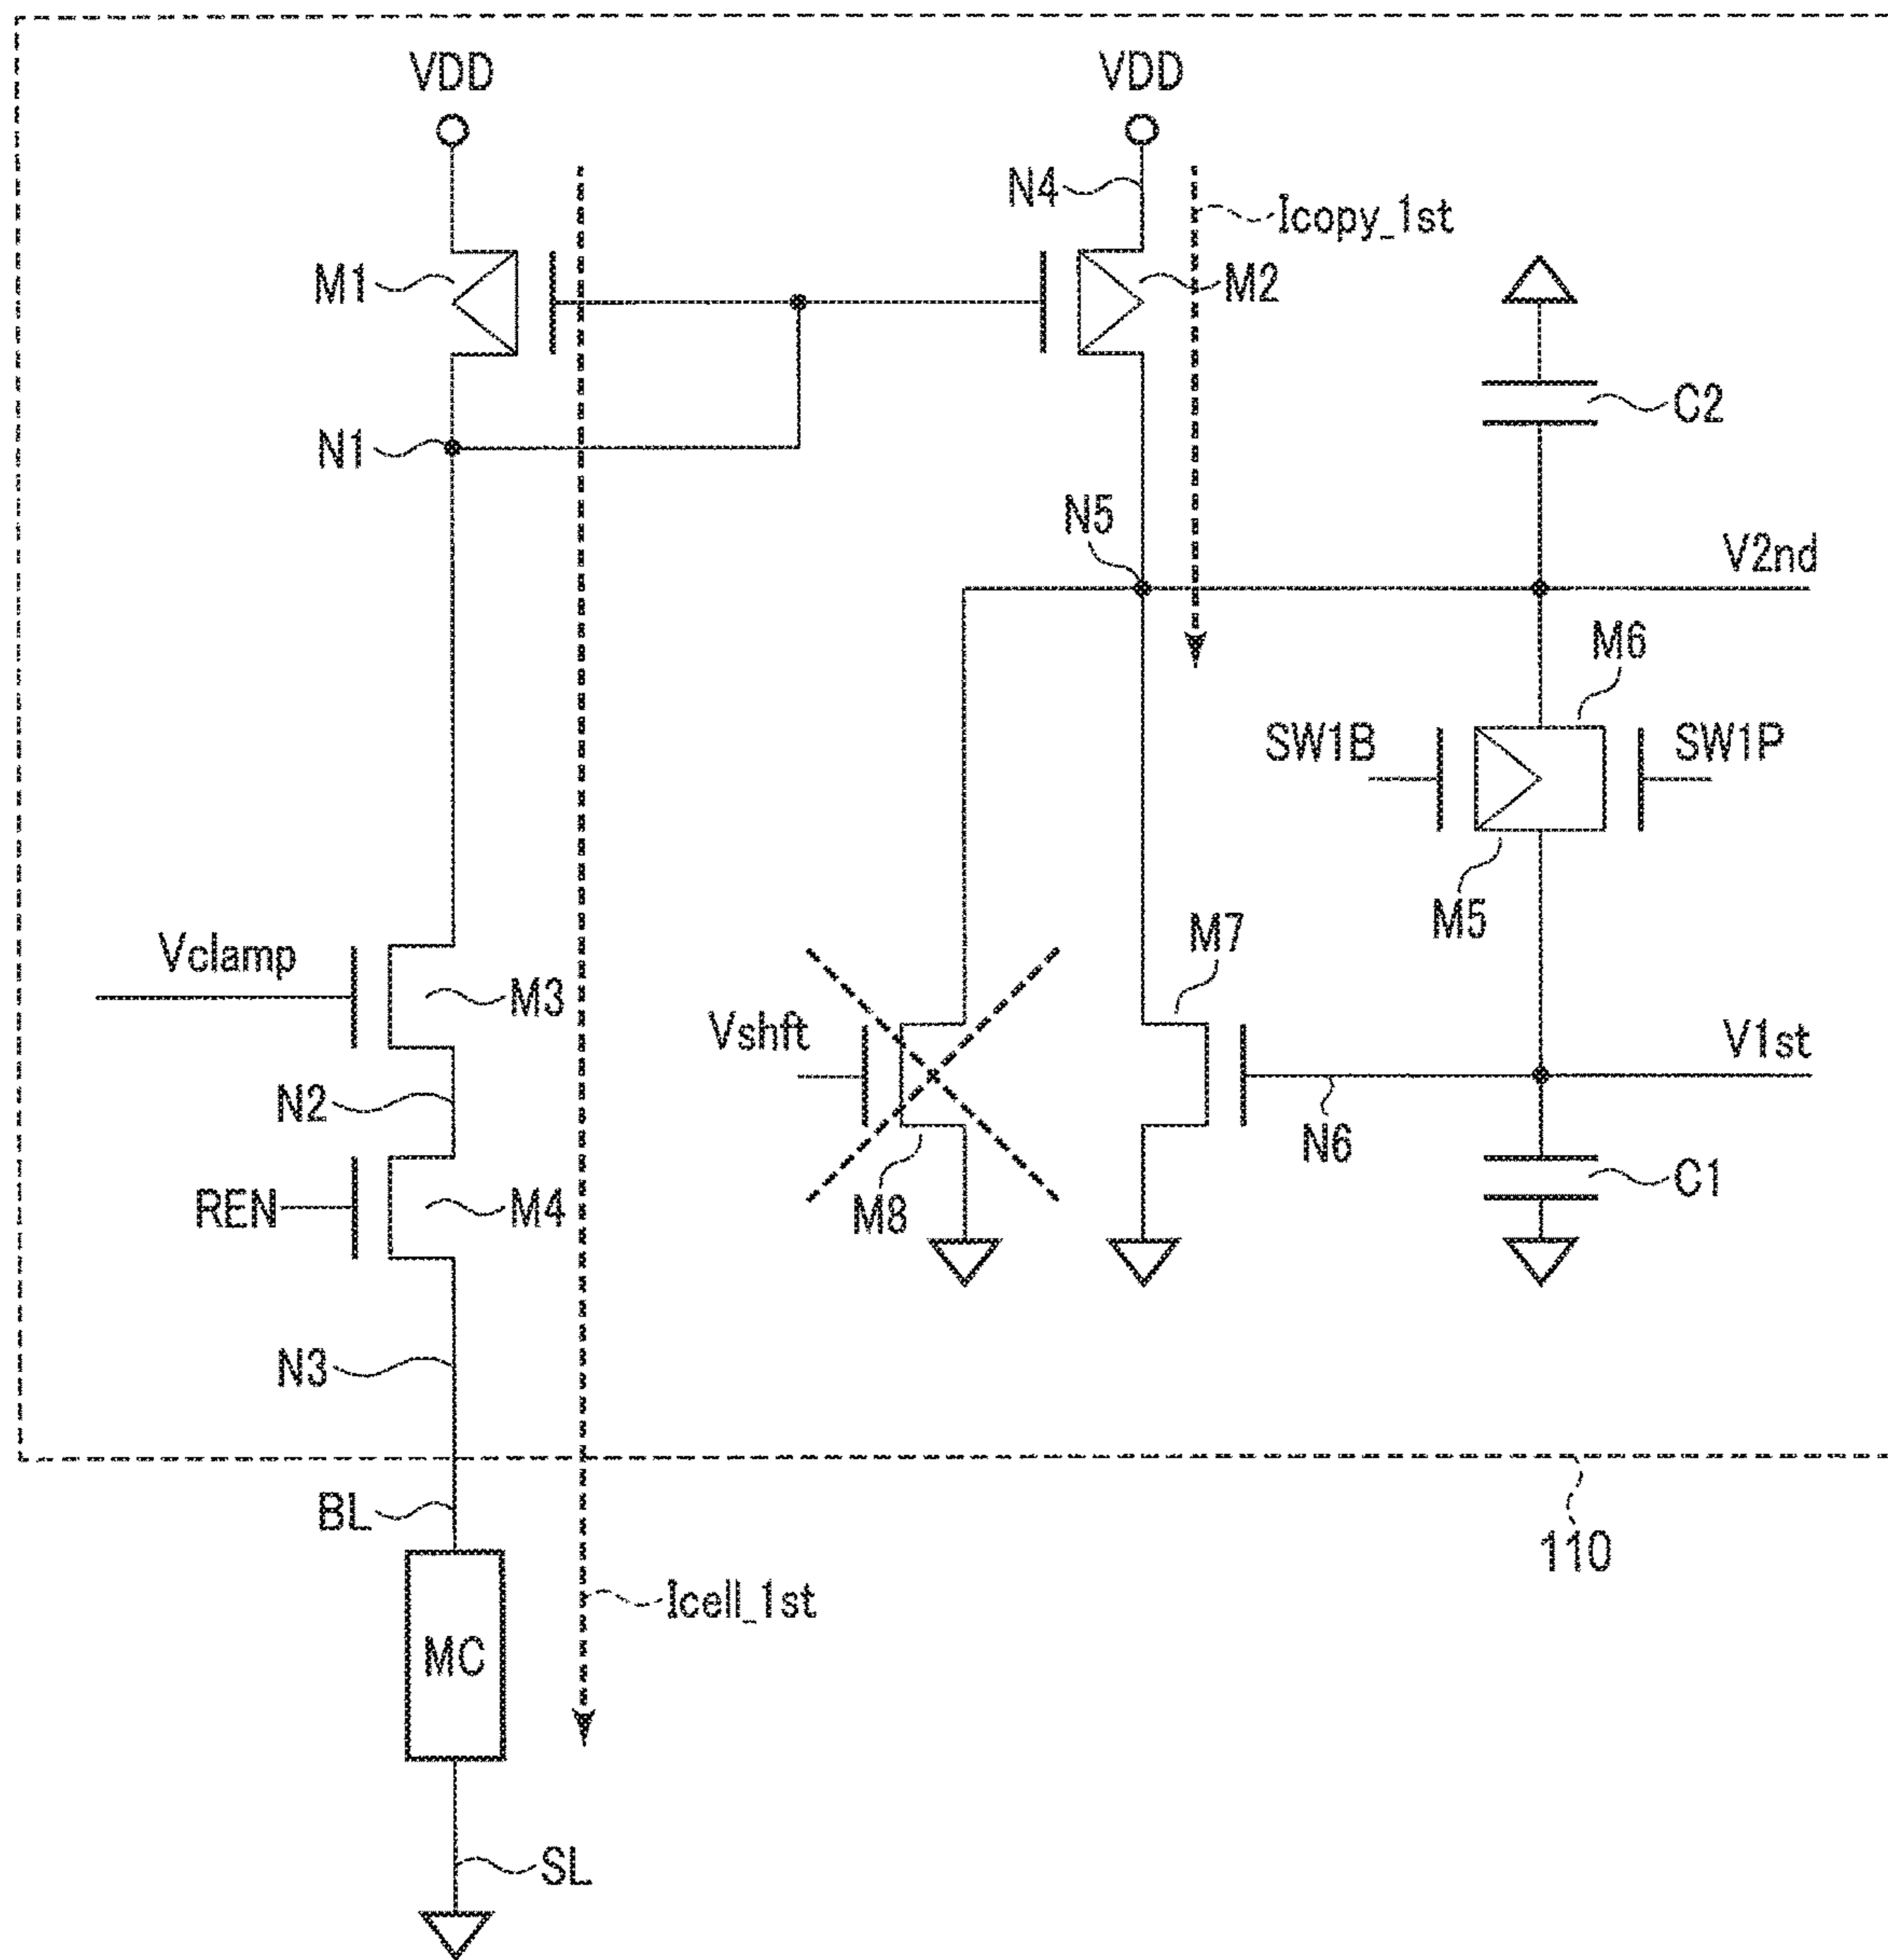 VDD
VDD
N4
Icopy_1st
M1
M2
C2
N1
N5
V2nd
M6
SW1B
SW1P
M5
M7
Vclamp
M3
Vshft
V1st
N2
N6
REN
M4
M8
C1
N3
BL
110
Icell_1st
MC
SL